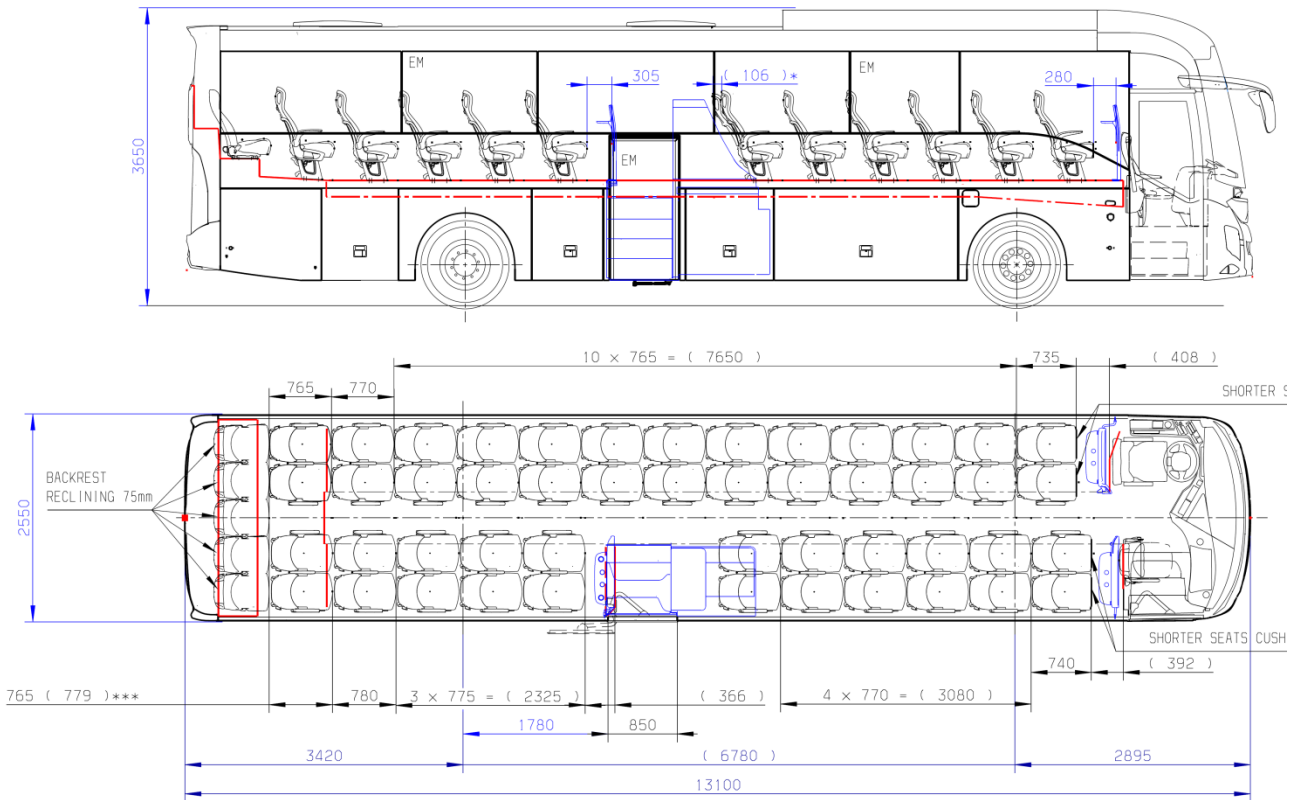 EM
EM
305
( 106 )*
280
EM
3650
10 × 765 = ( 7650 )
735
( 408 )
765
770
SHORTER S
BACKREST
RECLINING 75mm
2550
SHORTER SEATS CUSH
740
( 392 )
765 ( 779 )***
780
3 × 775 = ( 2325 )
( 366 )
4 × 770 = ( 3080 )
1780
850
3420
( 6780 )
2895
13100